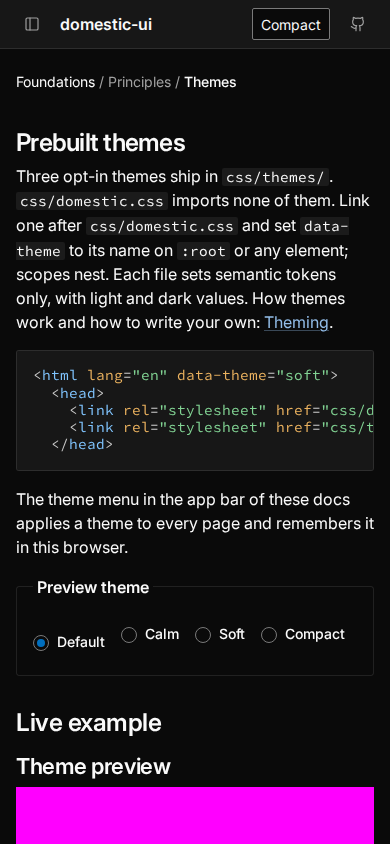 domestic-ui
Compact
Foundations / Principles / Themes
Prebuilt themes
Three opt-in themes ship in css/themes/.
css/domestic.css imports none of them. Link
one after css/domestic.css and set data-
theme to its name on :root or any element;
scopes nest. Each file sets semantic tokens
only, with light and dark values. How themes
work and how to write your own: Theming.
<html lang="en" data-theme="soft">
<head>
<link rel="stylesheet" href="css/d
<link rel="stylesheet" href="css/t
</head>
The theme menu in the app bar of these docs
applies a theme to every page and remembers it
in this browser.
Preview theme
Default Calm Soft Compact
Live example
Theme preview